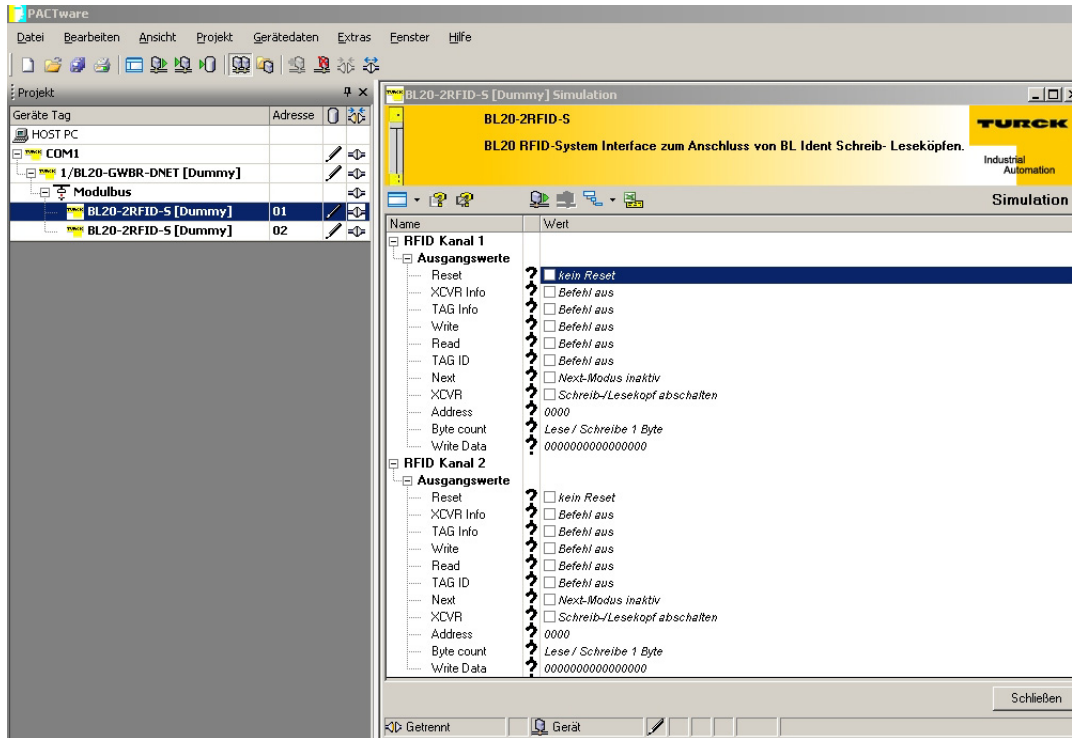 PACTware
Datei Bearbeiten Ansicht Projekt Gerätedaten Extras Fenster Hilfe
Projekt
Geräte Tag Adresse
HOST PC
COM1
1/BL20-GWBR-DNET [Dummy]
Modulbus
BL20-2RFID-S [Dummy] 01
BL20-2RFID-S [Dummy] 02
BL20-2RFID-S [Dummy] Simulation
BL20-2RFID-S
BL20 RFID-System Interface zum Anschluss von BL Ident Schreib- Leseköpfen.
TURCK
Industrial
Automation
Simulation
Name Wert
RFID Kanal 1
Ausgangswerte
Reset ? kein Reset
XCVR Info ? Befehl aus
TAG Info ? Befehl aus
Write ? Befehl aus
Read ? Befehl aus
TAG ID ? Befehl aus
Next ? Next-Modus inaktiv
XCVR ? Schreib-/Lesekopf abschalten
Address ? 0000
Byte count ? Lese / Schreibe 1 Byte
Write Data ? 0000000000000000
RFID Kanal 2
Ausgangswerte
Reset ? kein Reset
XCVR Info ? Befehl aus
TAG Info ? Befehl aus
Write ? Befehl aus
Read ? Befehl aus
TAG ID ? Befehl aus
Next ? Next-Modus inaktiv
XCVR ? Schreib-/Lesekopf abschalten
Address ? 0000
Byte count ? Lese / Schreibe 1 Byte
Write Data ? 0000000000000000
Schließen
Getrennt Gerät